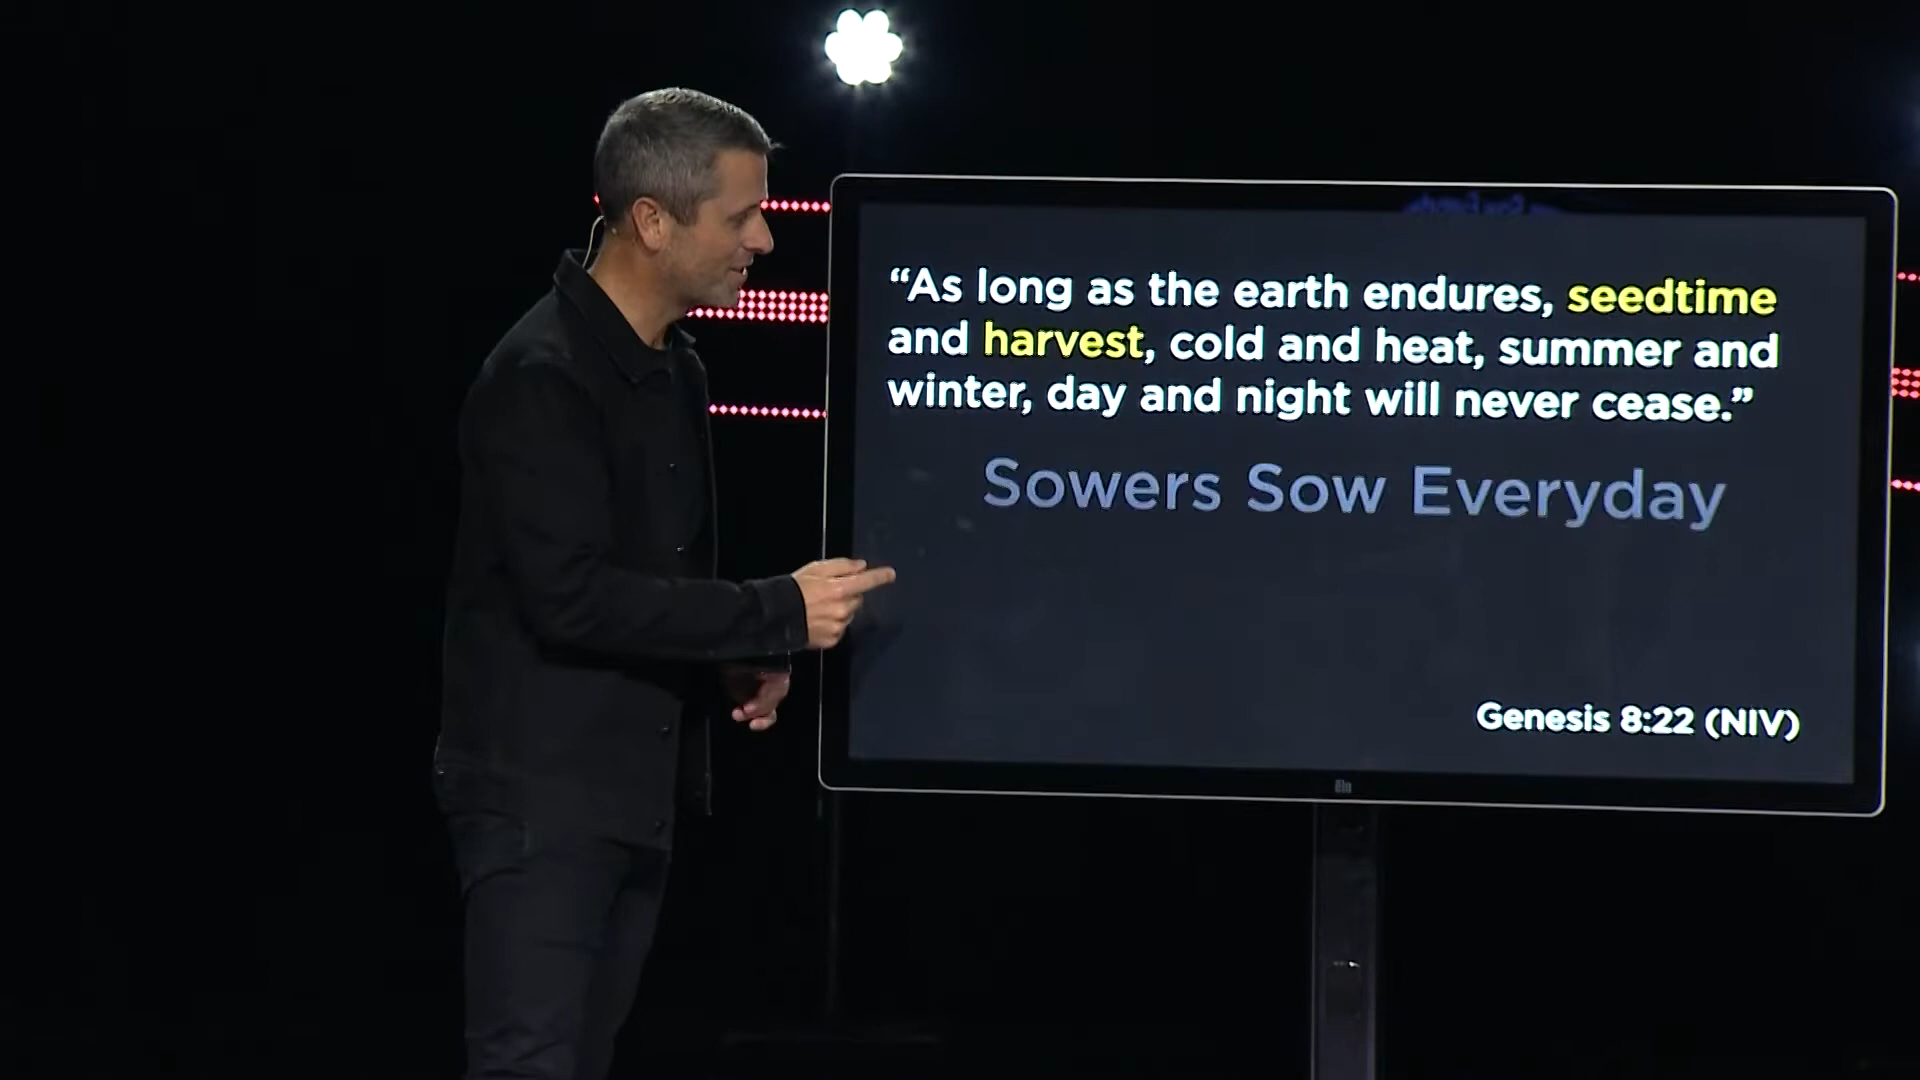 “As long as the earth endures, seedtime
and harvest, cold and heat, summer and
winter, day and night will never cease.”
Sowers Sow Everyday
Genesis 8:22 (NIV)
elo